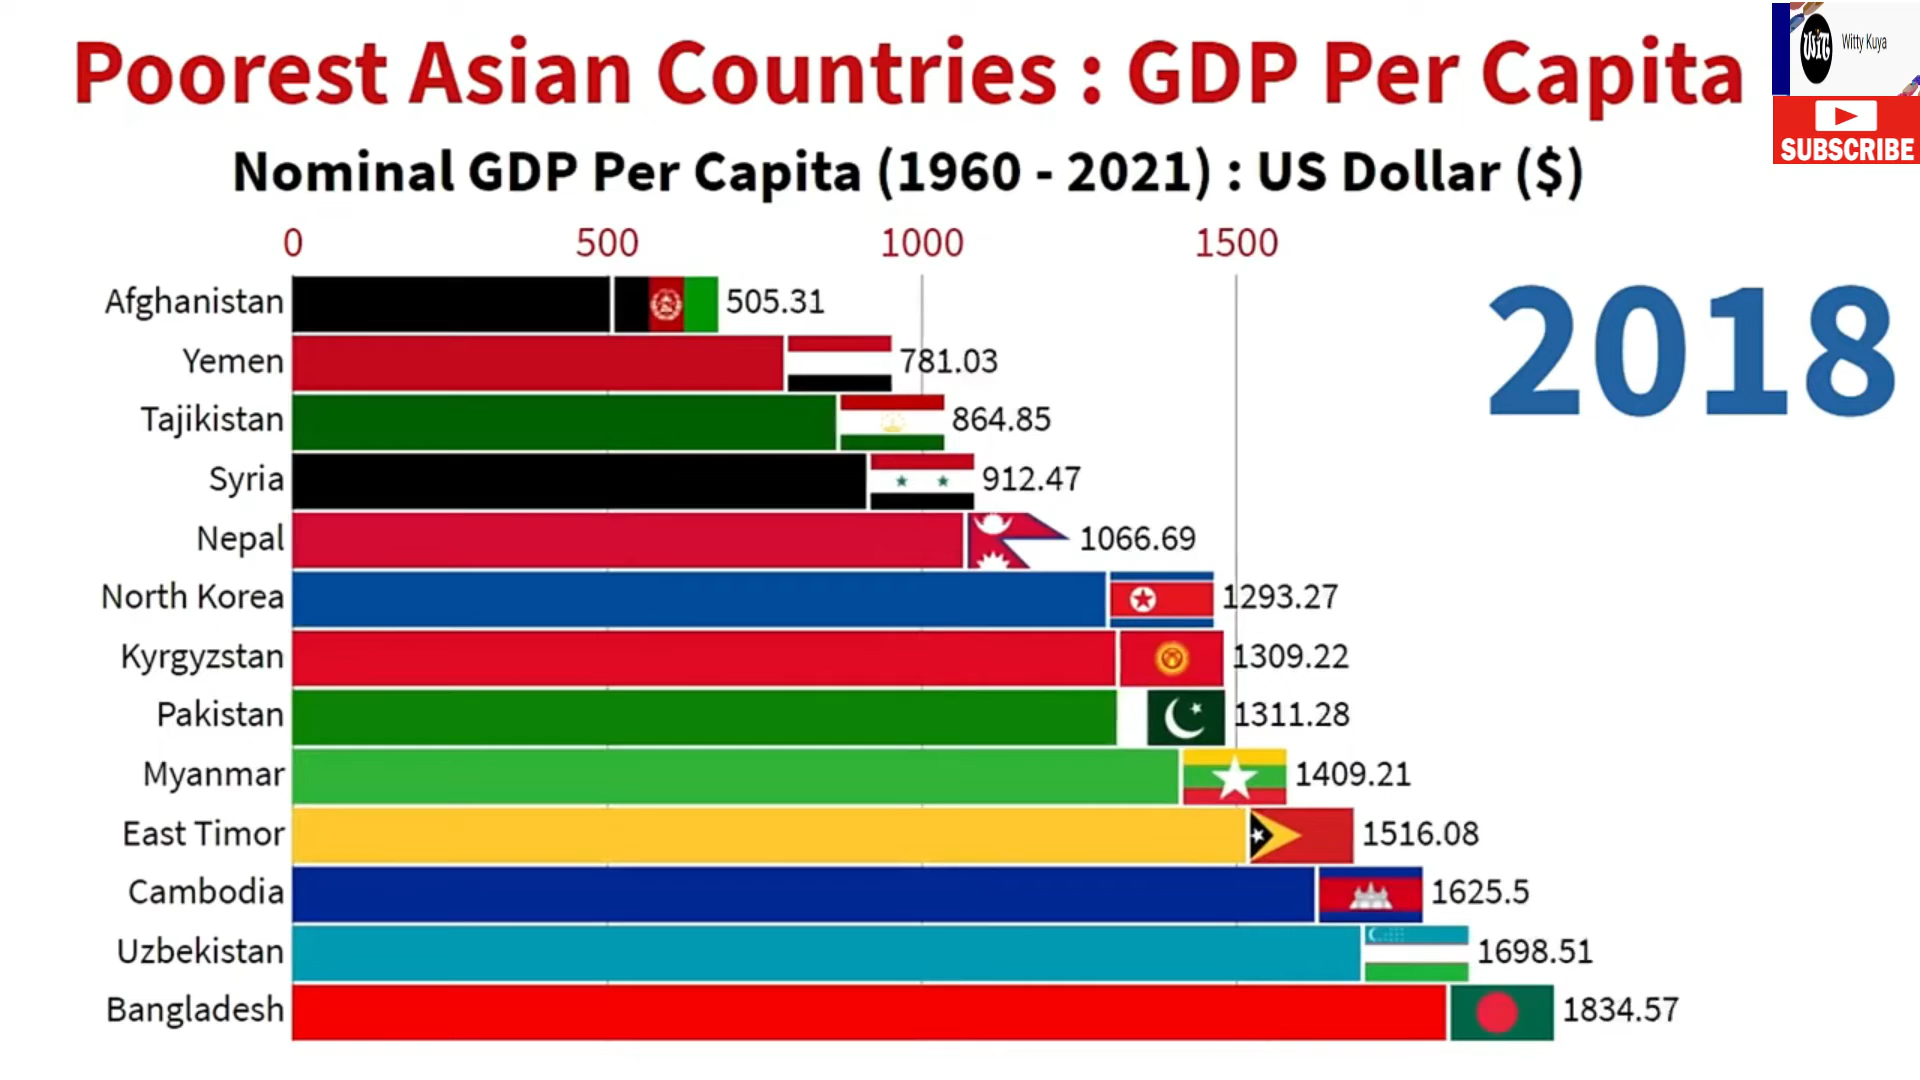 Poorest Asian Countries : GDP Per Capita
Wit
Witty Kuya
SUBSCRIBE
Nominal GDP Per Capita (1960 - 2021) : US Dollar ($)
0 500 1000 1500
2018
Afghanistan 505.31
Yemen 781.03
Tajikistan 864.85
Syria 912.47
Nepal 1066.69
North Korea 1293.27
Kyrgyzstan 1309.22
Pakistan 1311.28
Myanmar 1409.21
East Timor 1516.08
Cambodia 1625.5
Uzbekistan 1698.51
Bangladesh 1834.57